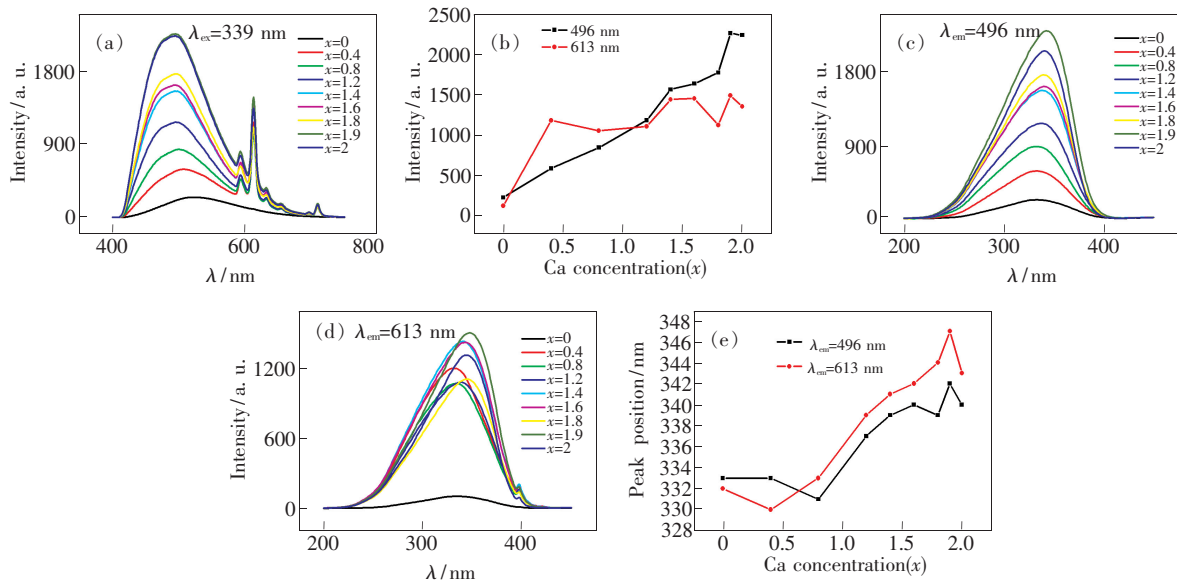 (a) λex=339 nm
x=0
x=0.4
x=0.8
x=1.2
x=1.4
x=1.6
x=1.8
x=1.9
x=2
Intensity/a. u.
1800
900
0
400 600 800
λ/nm
(b)
496 nm
613 nm
Intensity/a. u.
3000
2500
2000
1500
1000
500
0
0 0.5 1.0 1.5 2.0
Ca concentration(x)
(c) λem=496 nm
x=0
x=0.4
x=0.8
x=1.2
x=1.4
x=1.6
x=1.8
x=1.9
x=2
Intensity/a. u.
1800
900
0
200 300 400
λ/nm
(d) λem=613 nm
x=0
x=0.4
x=0.8
x=1.2
x=1.4
x=1.6
x=1.8
x=1.9
x=2
Intensity/a. u.
1200
600
0
200 300 400
λ/nm
(e)
λem=496 nm
λem=613 nm
Peak position/nm
348
346
344
342
340
338
336
334
332
330
328
0 0.5 1.0 1.5 2.0
Ca concentration(x)